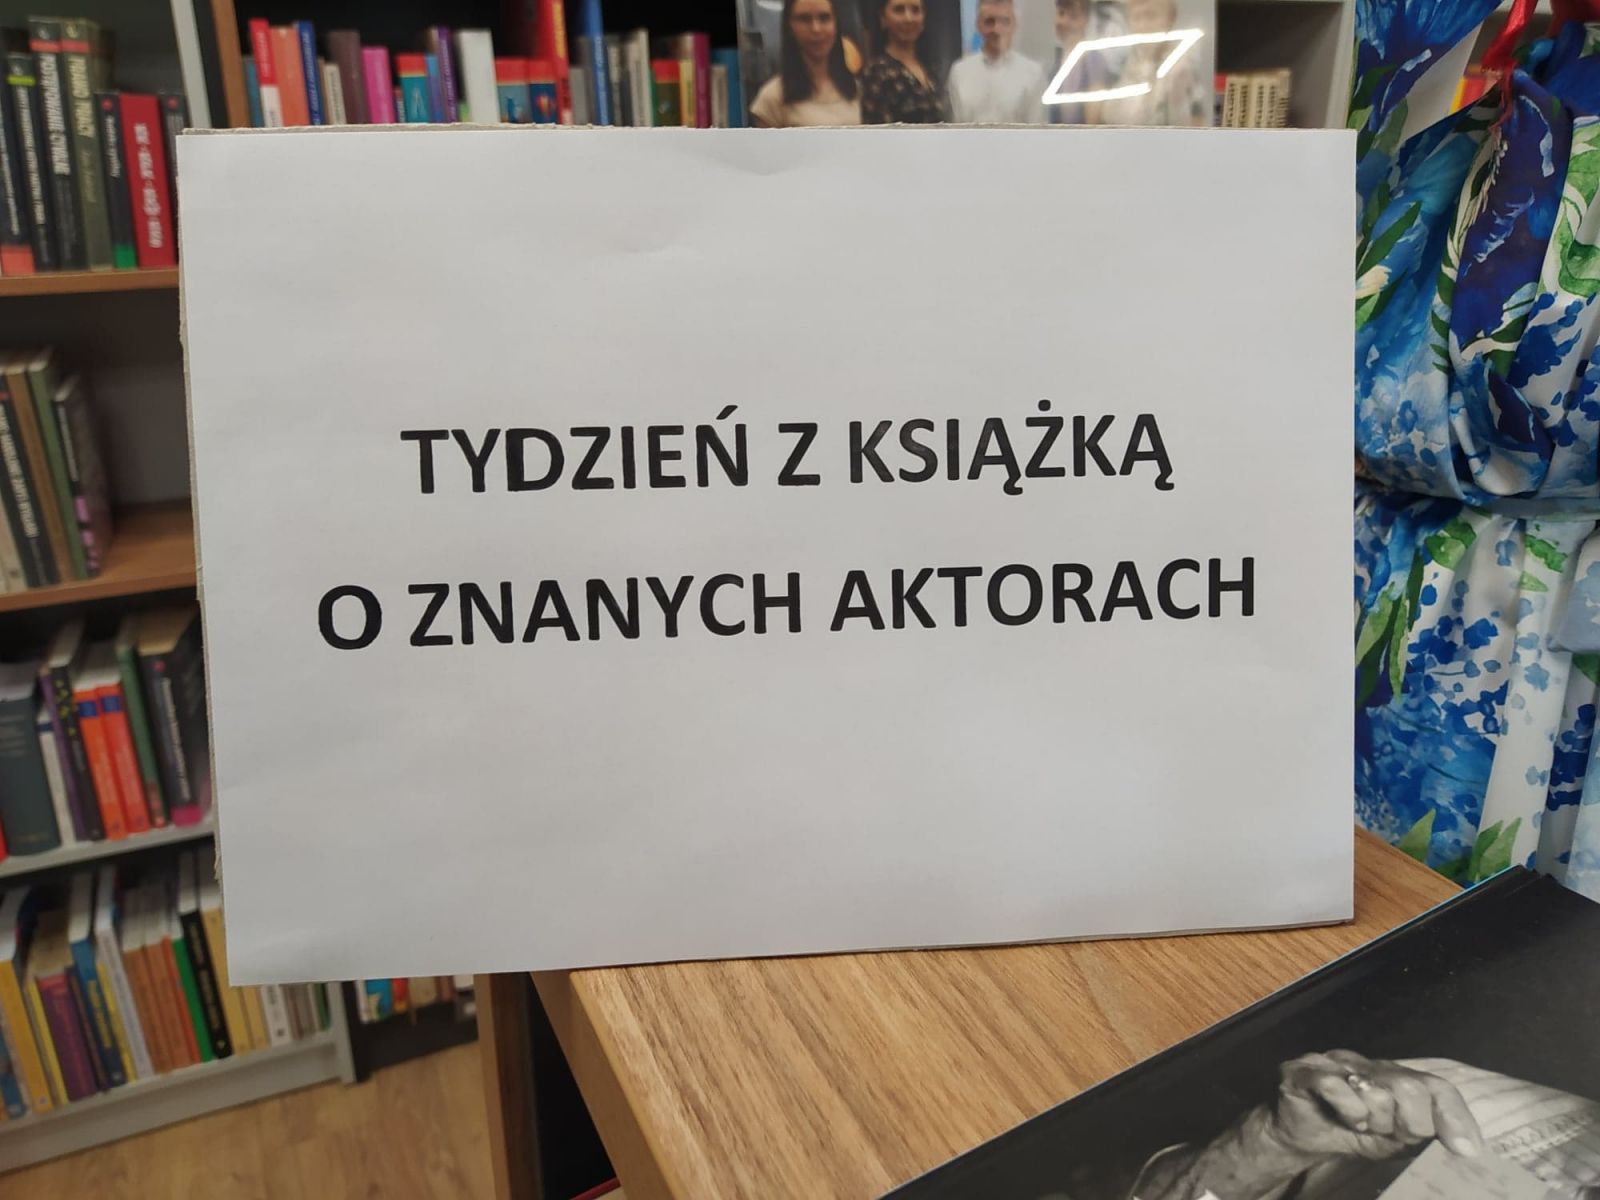 TYDZIEŃ Z KSIĄŻKĄ
O ZNANYCH AKTORACH